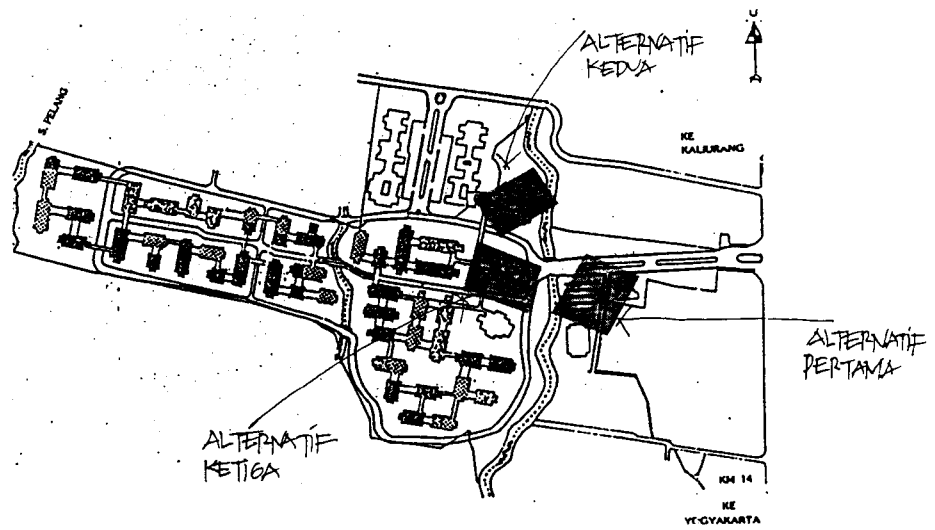 U
ALTERNATIF
KEDUA
S. PELANG
KE
KALIURANG
ALTERNATIF
PERTAMA
ALTERNATIF
KETIGA
KM 14
KE
YOGYAKARTA